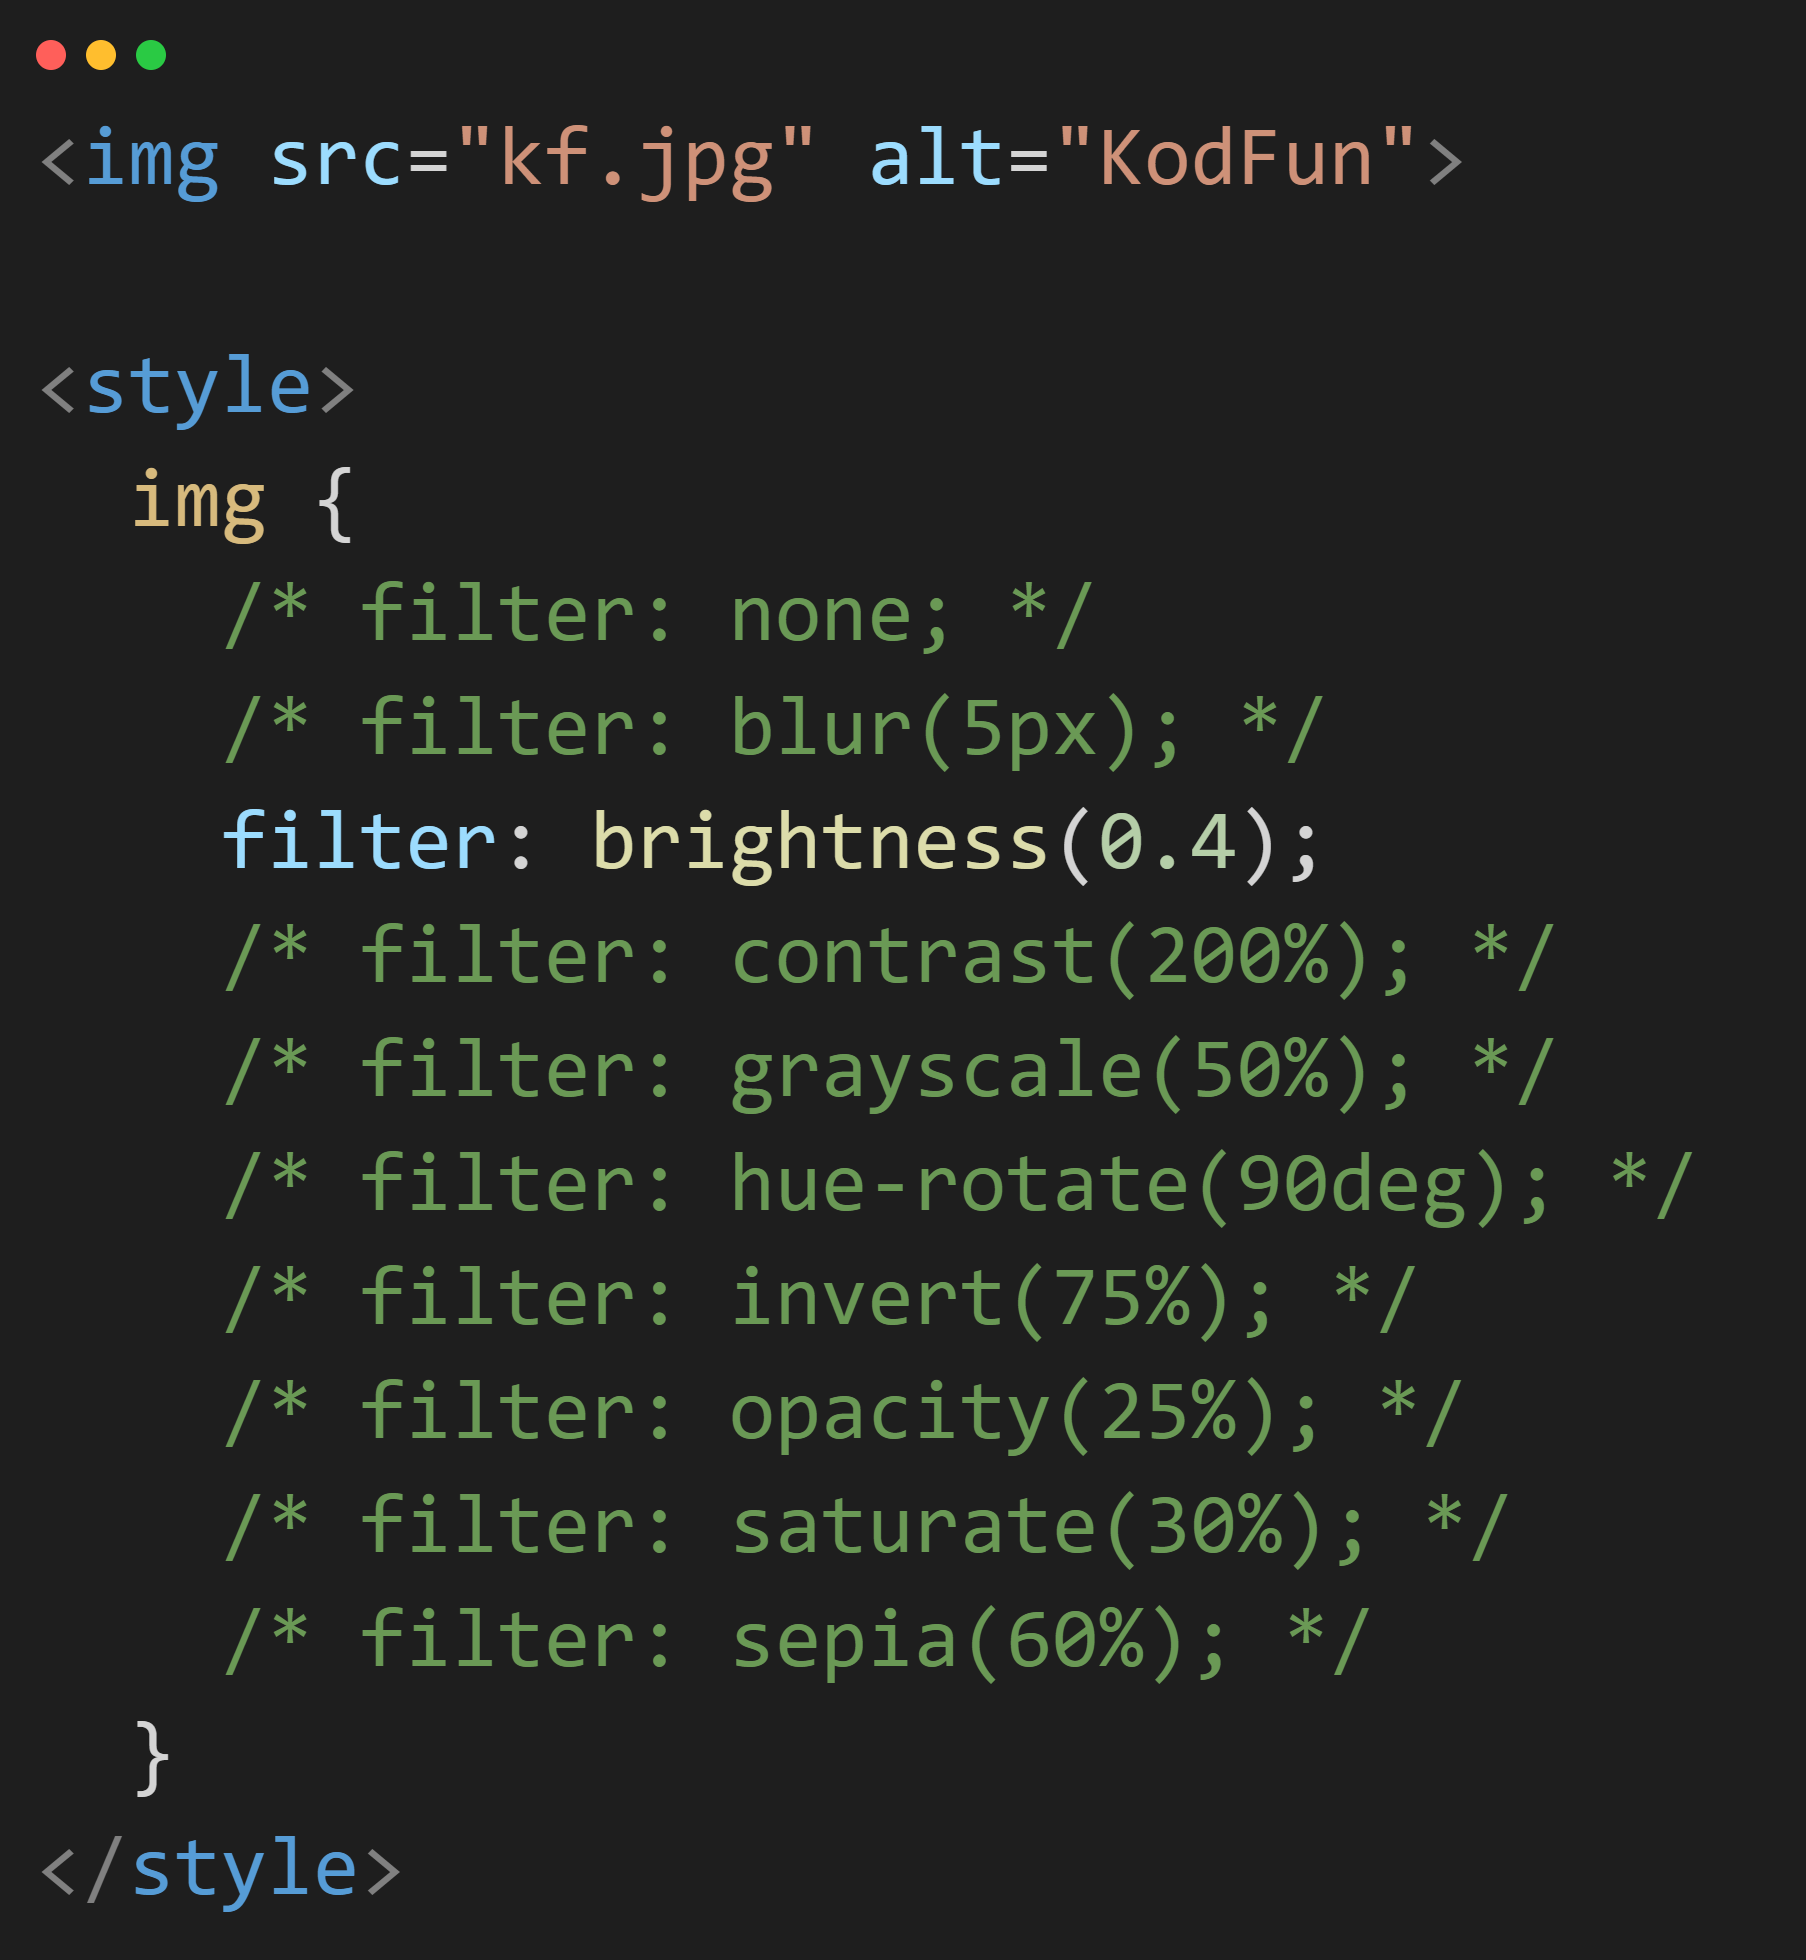 <img src="kf.jpg" alt="KodFun">
<style>
img {
/* filter: none; */
/* filter: blur(5px); */
filter: brightness(0.4);
/* filter: contrast(200%); */
/* filter: grayscale(50%); */
/* filter: hue-rotate(90deg); */
/* filter: invert(75%); */
/* filter: opacity(25%); */
/* filter: saturate(30%); */
/* filter: sepia(60%); */
}
</style>